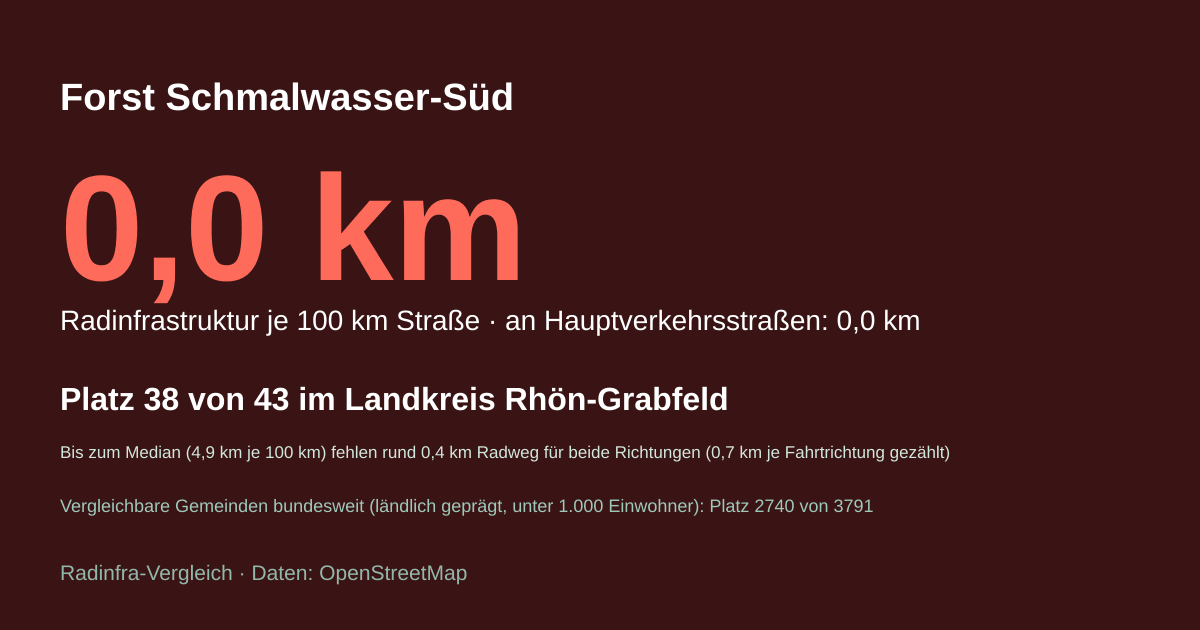 Forst Schmalwasser-Süd
0,0 km
Radinfrastruktur je 100 km Straße · an Hauptverkehrsstraßen: 0,0 km
Platz 38 von 43 im Landkreis Rhön-Grabfeld
Bis zum Median (4,9 km je 100 km) fehlen rund 0,4 km Radweg für beide Richtungen (0,7 km je Fahrtrichtung gezählt)
Vergleichbare Gemeinden bundesweit (ländlich geprägt, unter 1.000 Einwohner): Platz 2740 von 3791
Radinfra-Vergleich · Daten: OpenStreetMap